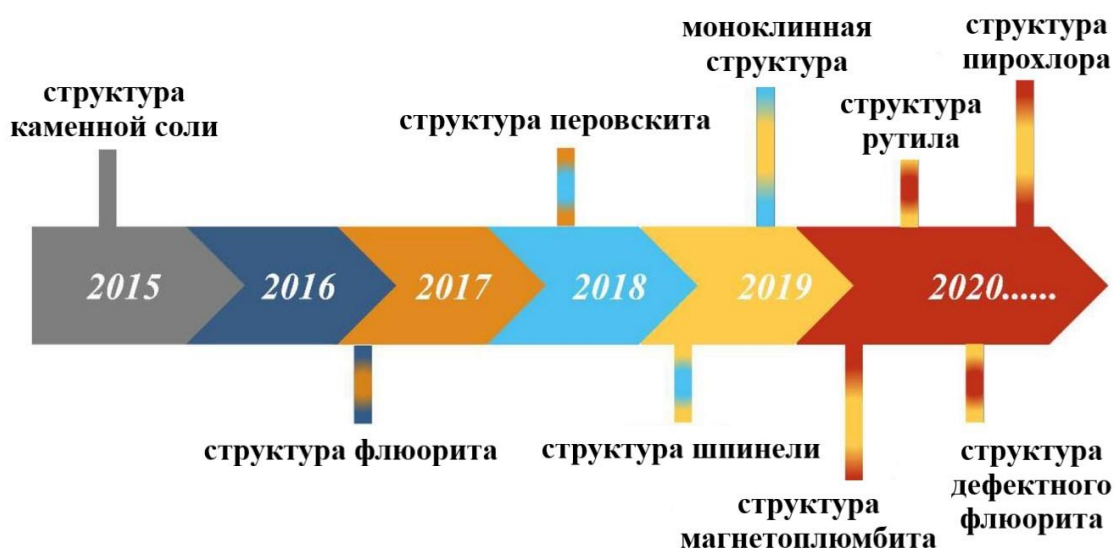 структура
каменной соли
структура перовскита
моноклинная
структура
структура
рутила
структура
пирохлора
2015
2016
2017
2018
2019
2020......
структура флюорита
структура шпинели
структура
магнетоплюмбита
структура
дефектного
флюорита